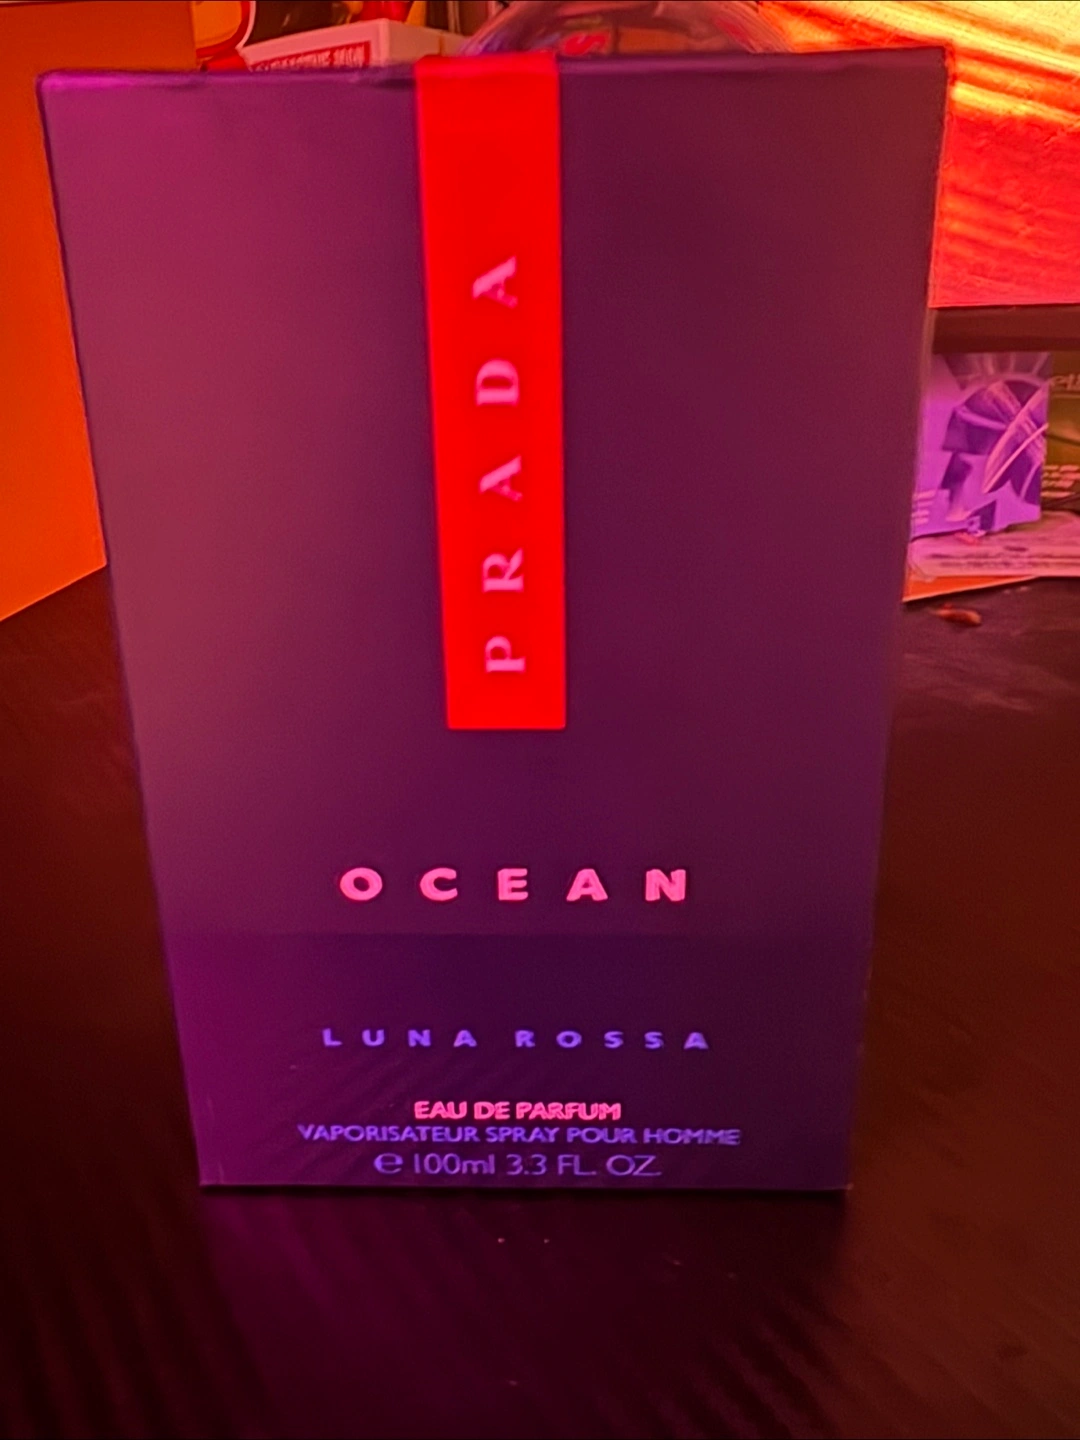 PRADA
OCEAN
LUNA ROSSA
EAU DE PARFUM
VAPORISATEUR SPRAY POUR HOMME
℮ 100ml 3.3 FL. OZ.